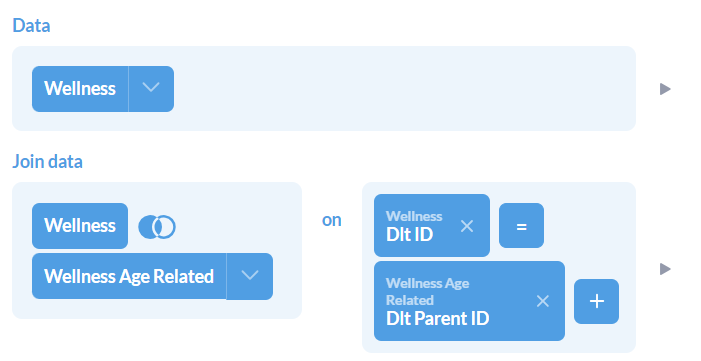 Data
Wellness
Join data
Wellness
Wellness Age Related
on
Wellness
Dlt ID
=
Wellness Age
Related
Dlt Parent ID
+